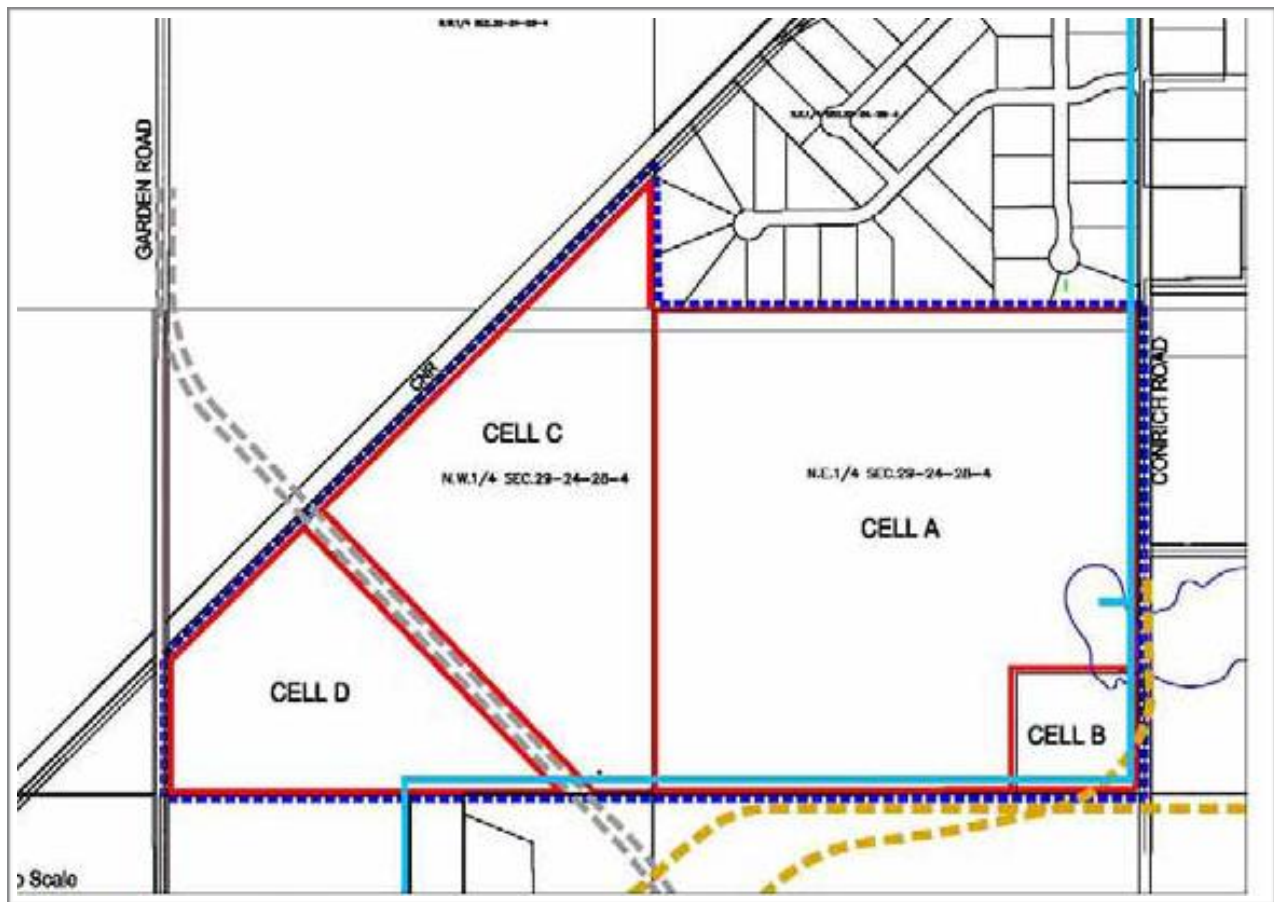 GARDEN ROAD
CNR
CELL C
N.W.1/4 SEC.29-24-28-4
N.E.1/4 SEC.29-24-28-4
CELL A
CONRICH ROAD
CELL D
CELL B
Scale